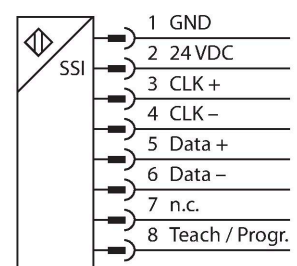 SSI
1 GND
2 24 VDC
3 CLK +
4 CLK –
5 Data +
6 Data –
7 n.c.
8 Teach / Progr.